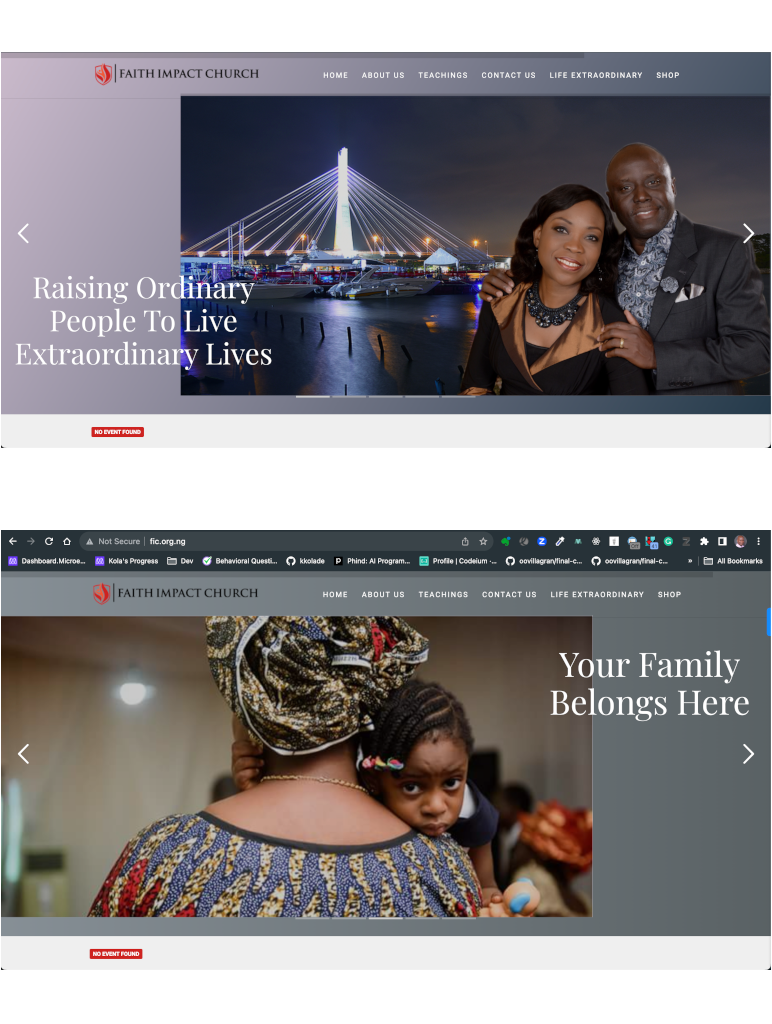 FAITH IMPACT CHURCH
HOME ABOUT US TEACHINGS CONTACT US LIFE EXTRAORDINARY SHOP
Raising Ordinary
People To Live
Extraordinary Lives
NO EVENT FOUND
Not Secure fic.org.ng
Dashboard.Microe... Kola's Progress Dev Behavioral Questi... kkolade Phind: AI Program... Profile | Codeium -... oovillagran/final-c... oovillagran/final-c... » All Bookmarks
FAITH IMPACT CHURCH
HOME ABOUT US TEACHINGS CONTACT US LIFE EXTRAORDINARY SHOP
Your Family
Belongs Here
NO EVENT FOUND